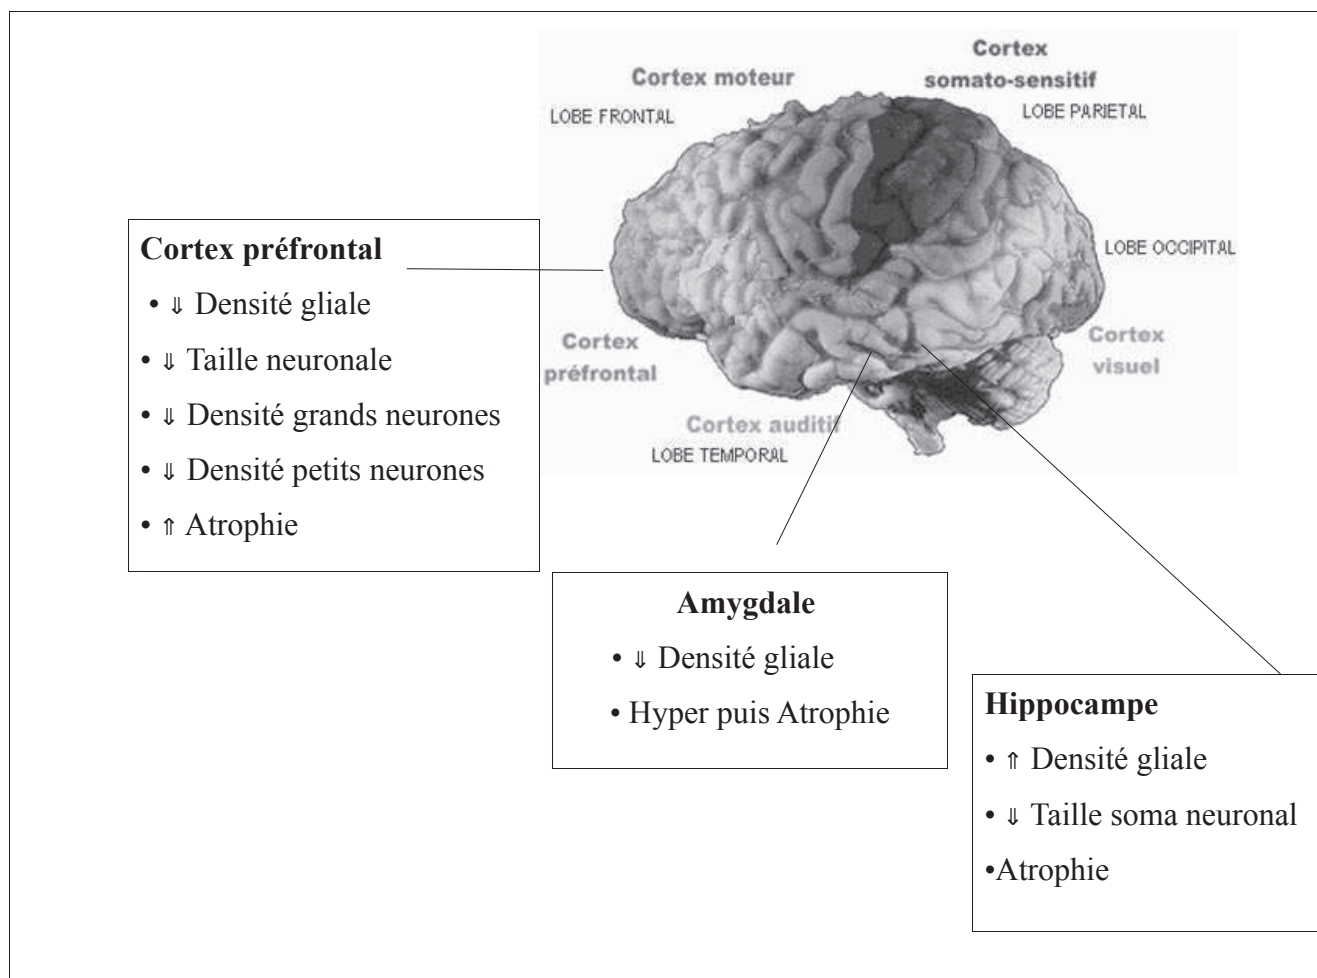 Cortex
somato-sensitif
Cortex moteur
LOBE FRONTAL
LOBE PARIETAL
LOBE OCCIPITAL
Cortex
préfrontal
Cortex
visuel
Cortex auditif
LOBE TEMPORAL
Cortex préfrontal
• ⇓ Densité gliale
• ⇓ Taille neuronale
• ⇓ Densité grands neurones
• ⇓ Densité petits neurones
• ⇑ Atrophie
Amygdale
• ⇓ Densité gliale
• Hyper puis Atrophie
Hippocampe
• ⇑ Densité gliale
• ⇓ Taille soma neuronal
•Atrophie